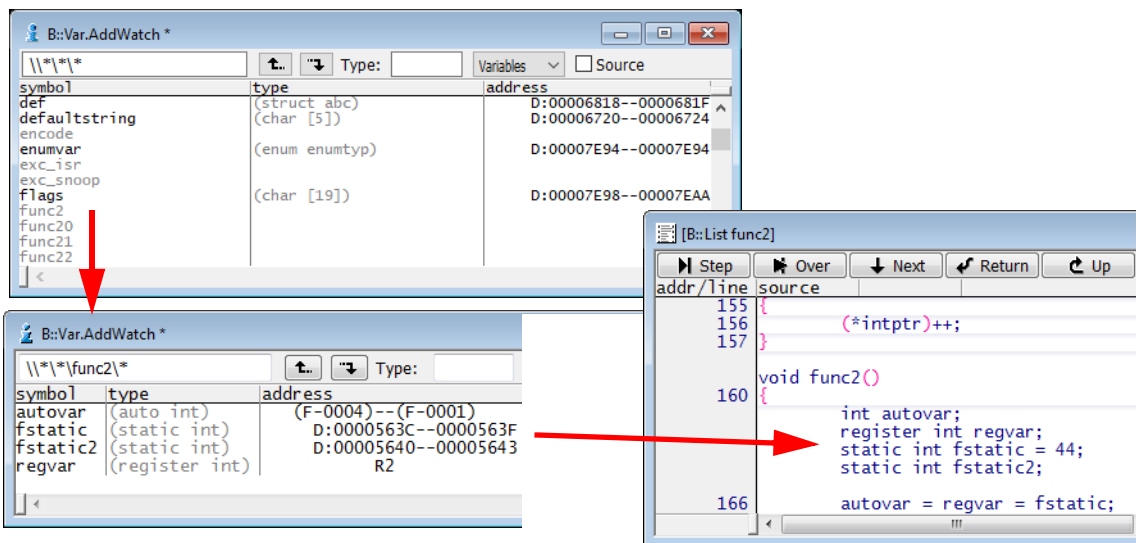 B::Var.AddWatch *
\\*\*\* Type: Variables Source
symbol type address
def (struct abc) D:00006818--0000681F
defaultstring (char [5]) D:00006720--00006724
encode
enumvar (enum enumtyp) D:00007E94--00007E94
exc_isr
exc_snoop
flags (char [19]) D:00007E98--00007EAA
func2
func20
func21
func22
B::Var.AddWatch *
\\*\*\func2\* Type:
symbol type address
autovar (auto int) (F-0004)--(F-0001)
fstatic (static int) D:0000563C--0000563F
fstatic2 (static int) D:00005640--00005643
regvar (register int) R2
[B::List func2]
Step Over Next Return Up
addr/line source
155 {
156 (*intptr)++;
157 }
void func2()
160 {
int autovar;
register int regvar;
static int fstatic = 44;
static int fstatic2;
166 autovar = regvar = fstatic;